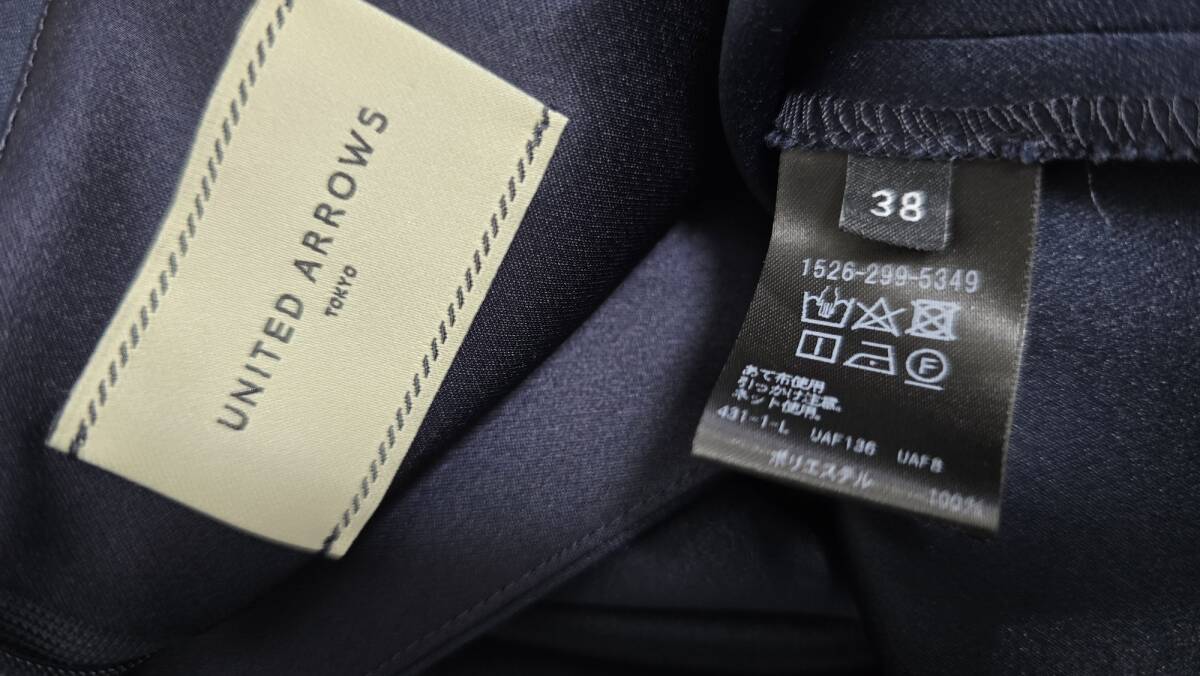 UNITED ARROWS
TOKYO
38
1526-299-5349
F
あて布使用
引っかけ注意。
ネット使用。
431-1-L UAF136 UAF8
ポリエステル 100%